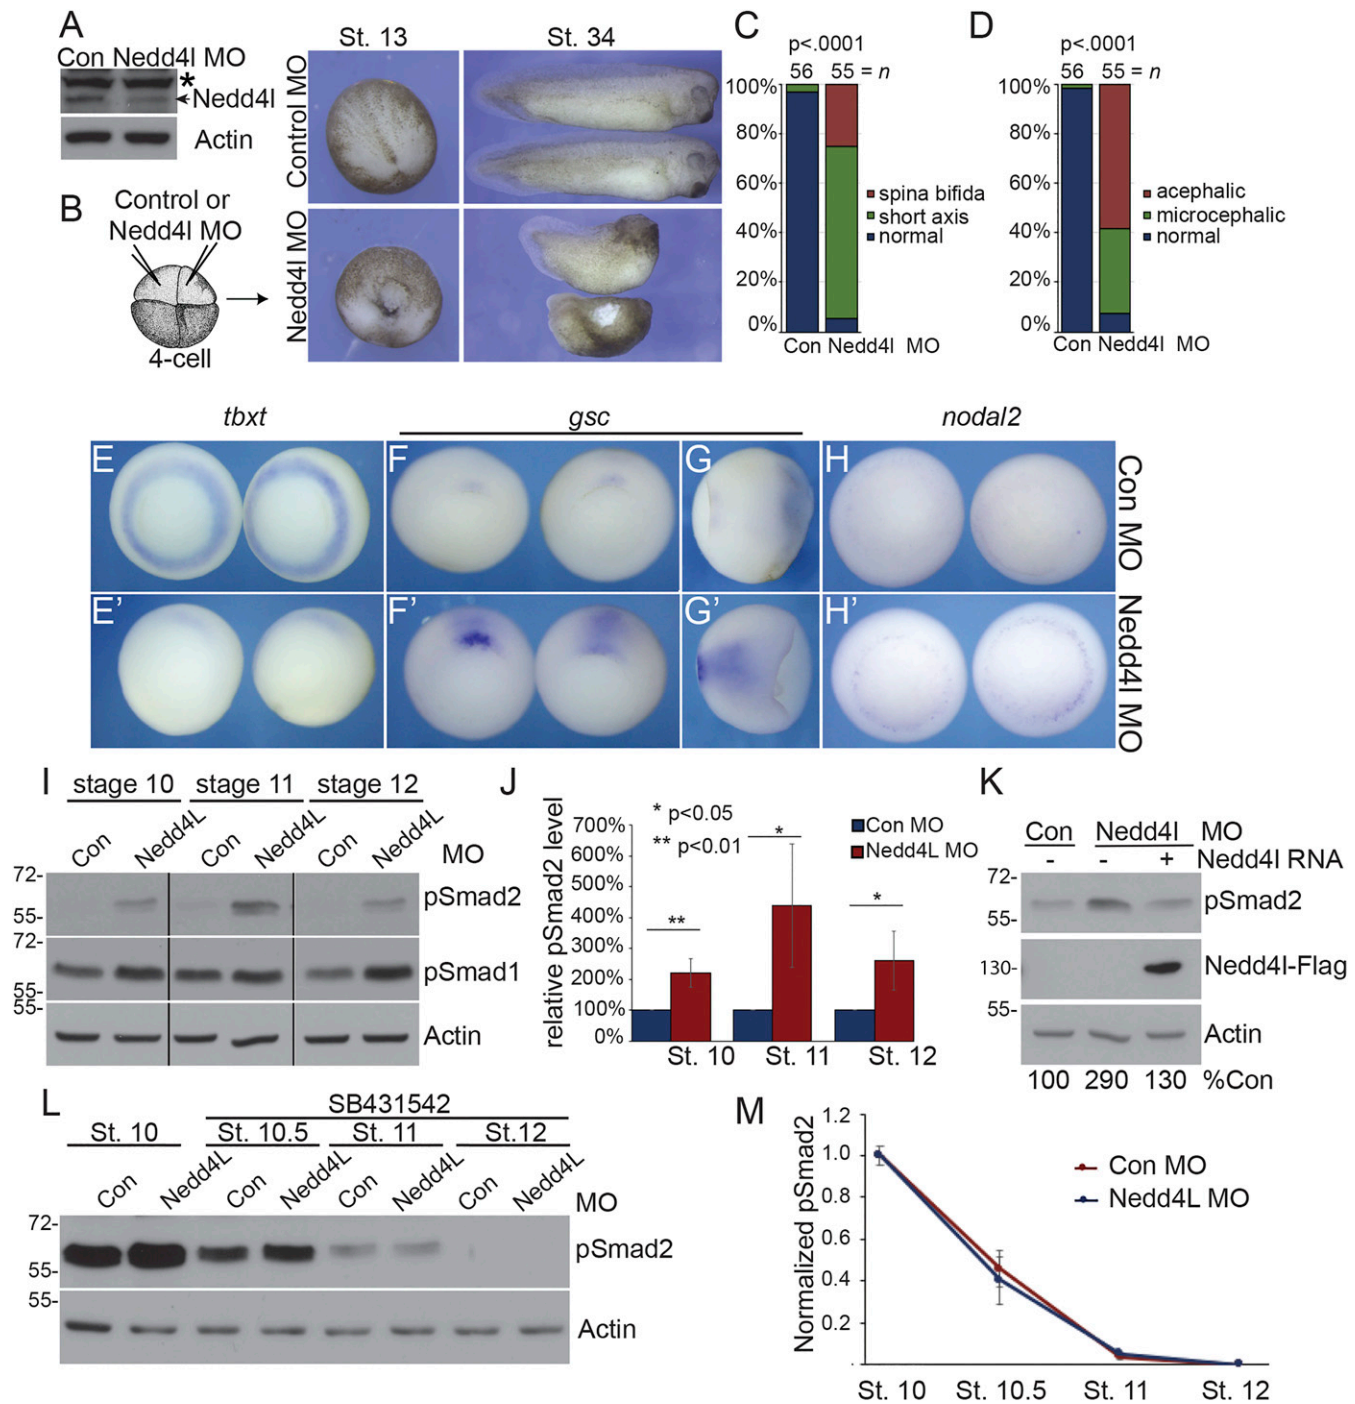 A
Con Nedd4l MO
*
Nedd4l
Actin
B
Control or
Nedd4l MO
4-cell
St. 13
St. 34
Control MO
Nedd4l MO
C
p<.0001
56 55 = n
100%
80%
60%
40%
20%
0%
spina bifida
short axis
normal
Con Nedd4l MO
D
p<.0001
56 55 = n
100%
80%
60%
40%
20%
0%
acephalic
microcephalic
normal
Con Nedd4l MO
tbxt
gsc
nodal2
E
F
G
H
Con MO
E'
F'
G'
H'
Nedd4l MO
I
stage 10 stage 11 stage 12
Con Nedd4L Con Nedd4L Con Nedd4L
MO
72-
55-
pSmad2
72-
55-
pSmad1
55-
Actin
J
relative pSmad2 level
* p<0.05
** p<0.01
700%
600%
500%
400%
300%
200%
100%
0%
**
*
*
Con MO
Nedd4L MO
St. 10 St. 11 St. 12
K
Con Nedd4l MO
- - + Nedd4l RNA
72-
55-
pSmad2
130-
Nedd4l-Flag
55-
Actin
100 290 130 %Con
L
SB431542
St. 10 St. 10.5 St. 11 St.12
Con Nedd4L Con Nedd4L Con Nedd4L Con Nedd4L
MO
72-
55-
pSmad2
55-
Actin
M
Normalized pSmad2
1.2
1.0
0.8
0.6
0.4
0.2
Con MO
Nedd4L MO
St. 10 St. 10.5 St. 11 St. 12